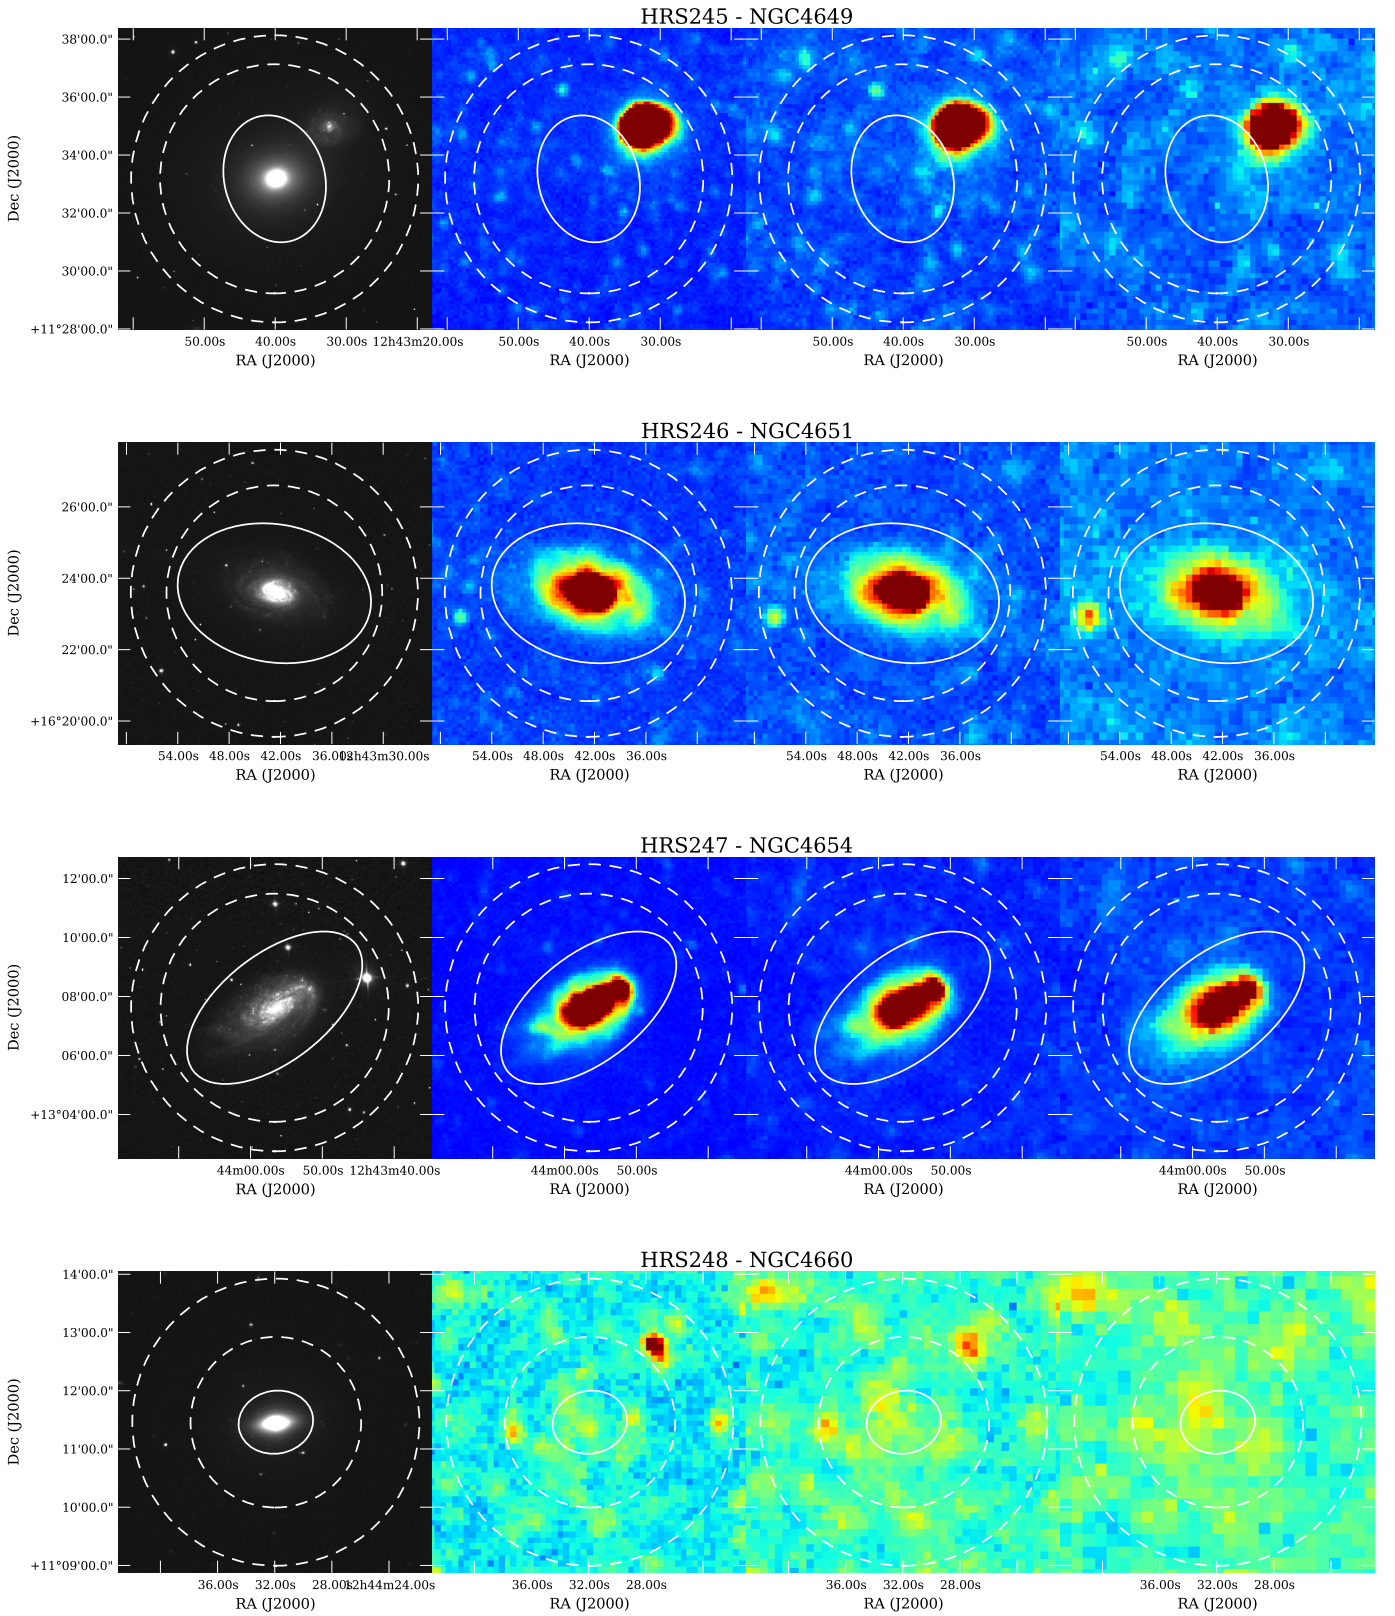 HRS245 - NGC4649
Dec (J2000)
38'00.0"
36'00.0"
34'00.0"
32'00.0"
30'00.0"
+11°28'00.0"
50.00s 40.00s 30.00s 12h43m20.00s 50.00s 40.00s 30.00s 50.00s 40.00s 30.00s 50.00s 40.00s 30.00s
RA (J2000) RA (J2000) RA (J2000) RA (J2000)
HRS246 - NGC4651
Dec (J2000)
26'00.0"
24'00.0"
22'00.0"
+16°20'00.0"
54.00s 48.00s 42.00s 36.00s 12h43m30.00s 54.00s 48.00s 42.00s 36.00s 54.00s 48.00s 42.00s 36.00s 54.00s 48.00s 42.00s 36.00s
RA (J2000) RA (J2000) RA (J2000) RA (J2000)
HRS247 - NGC4654
Dec (J2000)
12'00.0"
10'00.0"
08'00.0"
06'00.0"
+13°04'00.0"
44m00.00s 50.00s 12h43m40.00s 44m00.00s 50.00s 44m00.00s 50.00s 44m00.00s 50.00s
RA (J2000) RA (J2000) RA (J2000) RA (J2000)
HRS248 - NGC4660
Dec (J2000)
14'00.0"
13'00.0"
12'00.0"
11'00.0"
10'00.0"
+11°09'00.0"
36.00s 32.00s 28.00s 12h44m24.00s 36.00s 32.00s 28.00s 36.00s 32.00s 28.00s 36.00s 32.00s 28.00s
RA (J2000) RA (J2000) RA (J2000) RA (J2000)